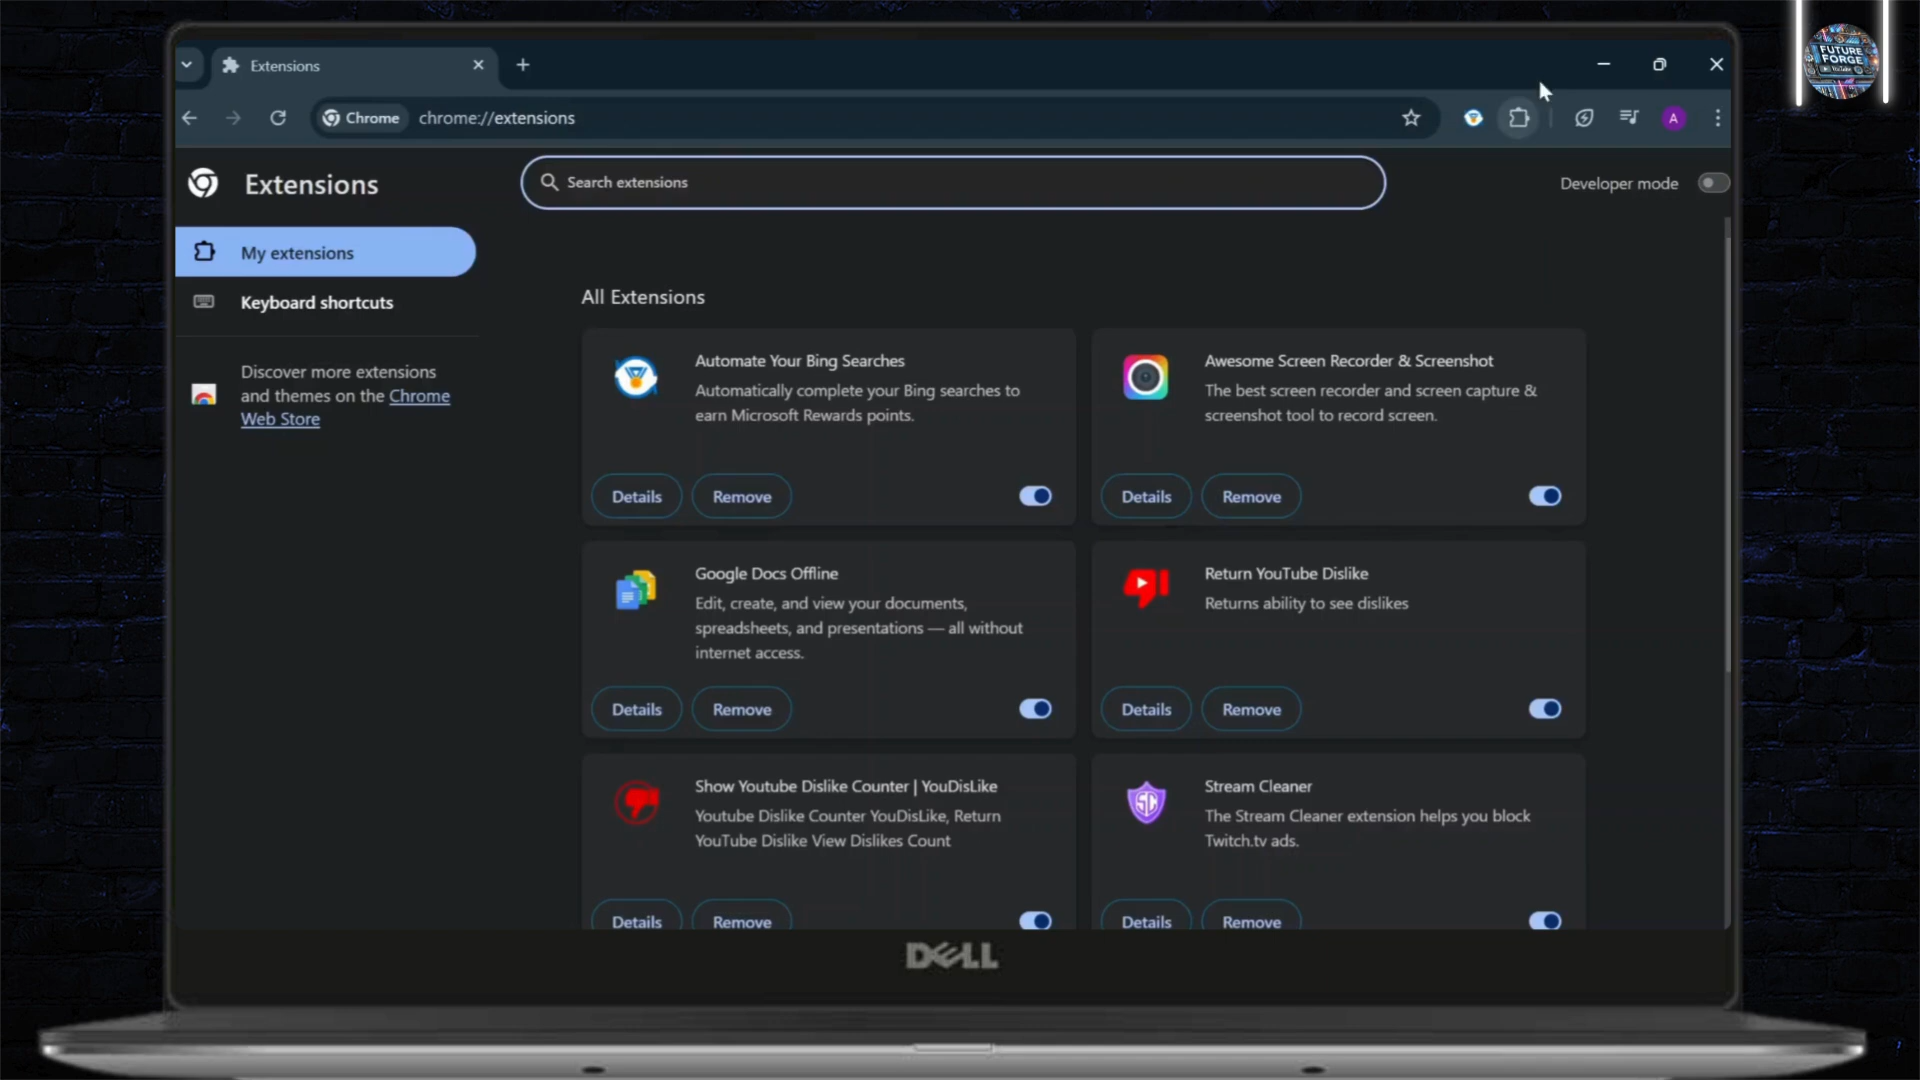 FUTURE
FORGE
YouTube
Extensions
Chrome
chrome://extensions
A
Extensions
Search extensions
Developer mode
My extensions
Keyboard shortcuts
Discover more extensions
and themes on the Chrome
Web Store
All Extensions
Automate Your Bing Searches
Automatically complete your Bing searches to
earn Microsoft Rewards points.
Details
Remove
Awesome Screen Recorder & Screenshot
The best screen recorder and screen capture &
screenshot tool to record screen.
Details
Remove
Google Docs Offline
Edit, create, and view your documents,
spreadsheets, and presentations — all without
internet access.
Details
Remove
Return YouTube Dislike
Returns ability to see dislikes
Details
Remove
Show Youtube Dislike Counter | YouDisLike
Youtube Dislike Counter YouDisLike, Return
YouTube Dislike View Dislikes Count
Details
Remove
SC
Stream Cleaner
The Stream Cleaner extension helps you block
Twitch.tv ads.
Details
Remove
DELL